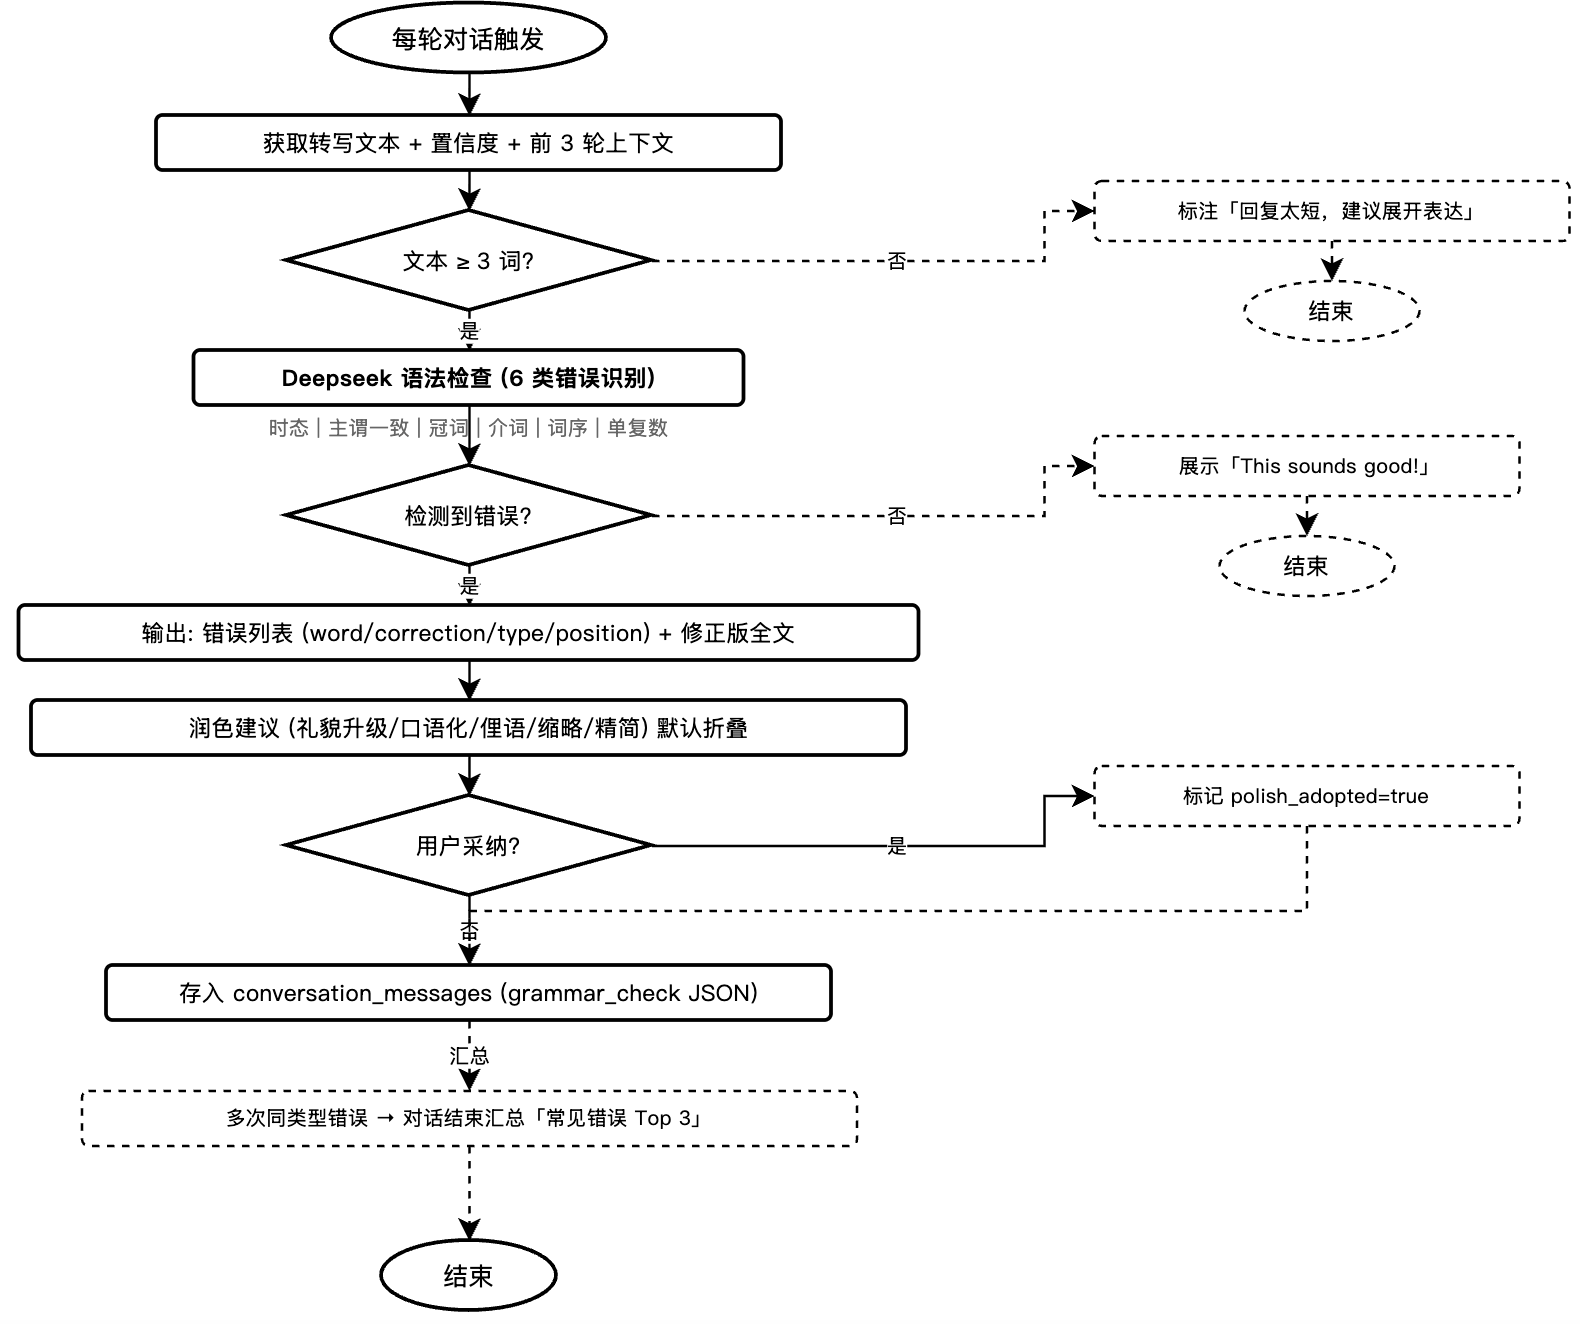 每轮对话触发
获取转写文本 + 置信度 + 前 3 轮上下文
文本 ≥ 3 词?
否
标注「回复太短，建议展开表达」
结束
是
Deepseek 语法检查 (6 类错误识别)
时态 | 主谓一致 | 冠词 | 介词 | 词序 | 单复数
检测到错误?
否
展示「This sounds good!」
结束
是
输出: 错误列表 (word/correction/type/position) + 修正版全文
润色建议 (礼貌升级/口语化/俚语/缩略/精简) 默认折叠
用户采纳?
是
标记 polish_adopted=true
否
存入 conversation_messages (grammar_check JSON)
汇总
多次同类型错误 → 对话结束汇总「常见错误 Top 3」
结束